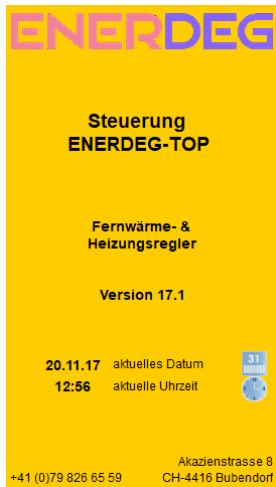 ENERDEG
Steuerung
ENERDEG-TOP
Fernwärme- &
Heizungsregler
Version 17.1
20.11.17 aktuelles Datum 31
12:56 aktuelle Uhrzeit
Akazienstrasse 8
+41 (0)79 826 65 59 CH-4416 Bubendorf